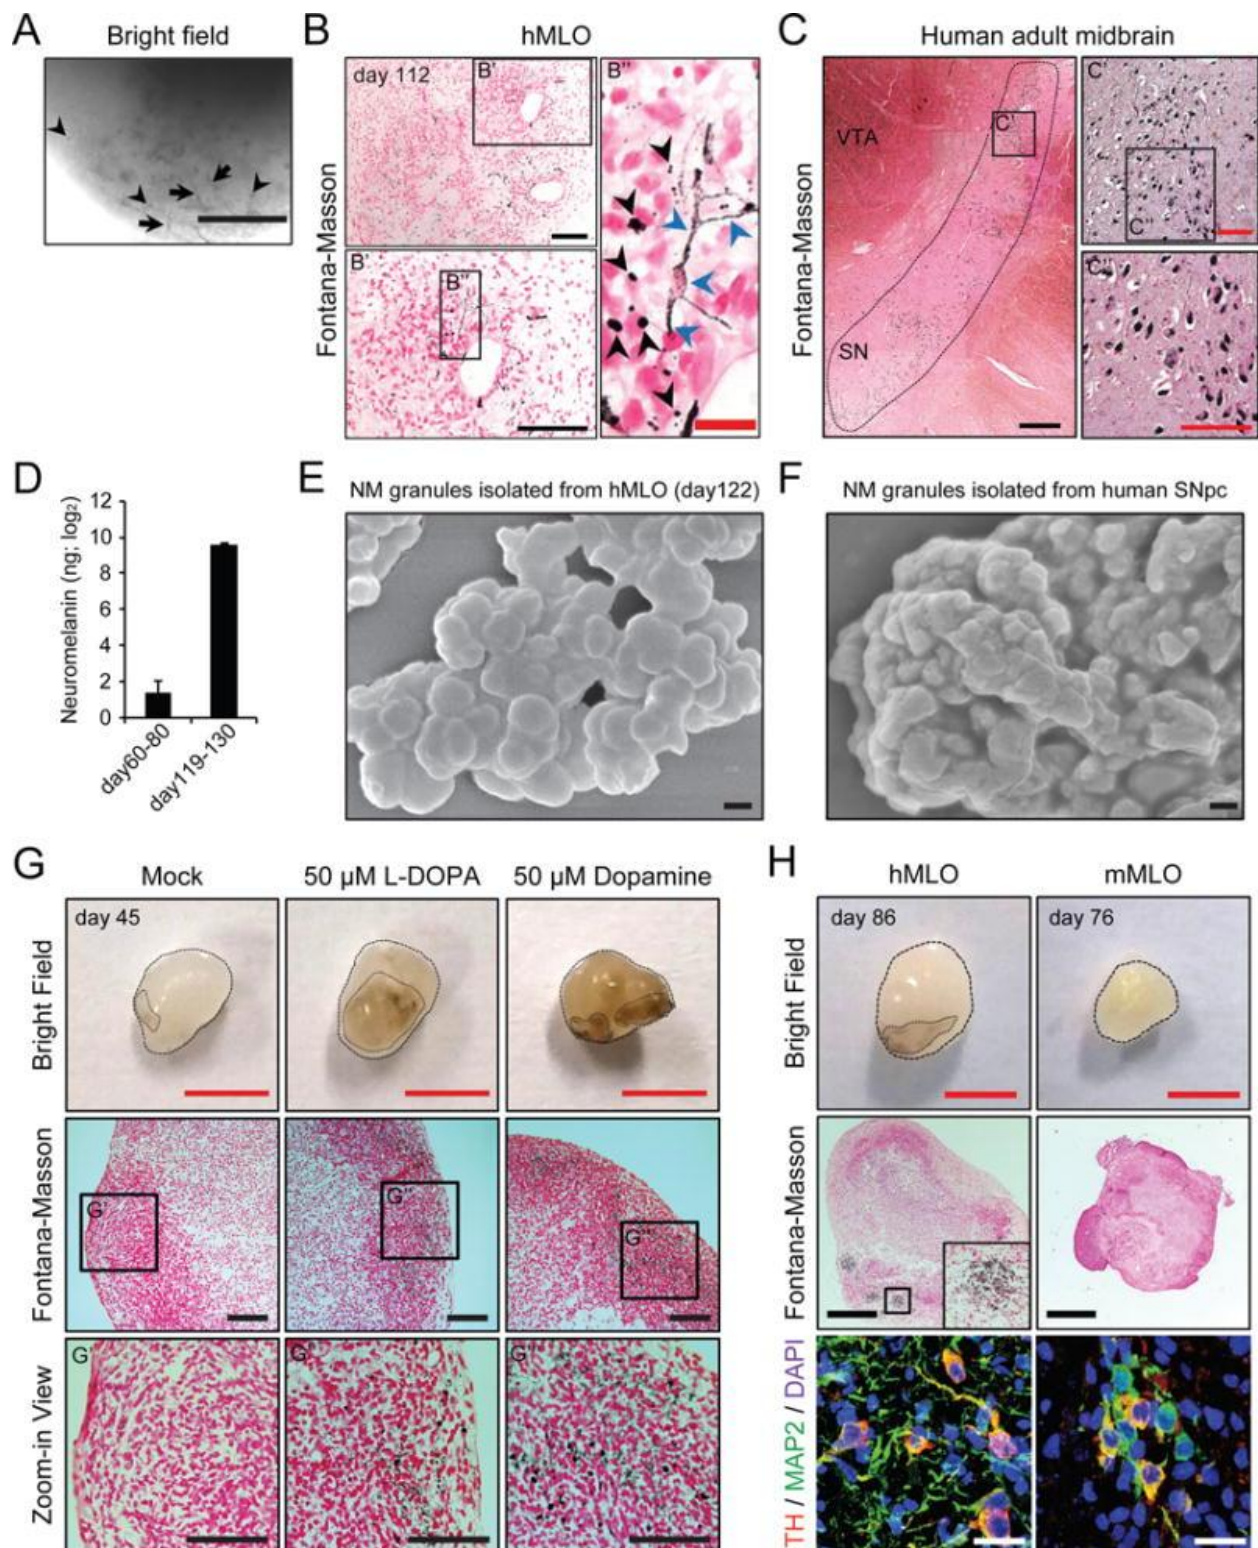 A
Bright field
B
hMLO
Fontana-Masson
day 112
B'
B''
B'
B''
C
Human adult midbrain
Fontana-Masson
VTA
C'
SN
C'
C''
C''
D
Neuromelanin (ng; log2)
12
10
8
6
4
2
0
day60-80
day119-130
E
NM granules isolated from hMLO (day122)
F
NM granules isolated from human SNpc
G
Mock
50 µM L-DOPA
50 µM Dopamine
Bright Field
day 45
Fontana-Masson
G'
G''
G'''
Zoom-in View
G'
G'
G'
H
hMLO
mMLO
Bright Field
day 86
day 76
Fontana-Masson
TH / MAP2 / DAPI